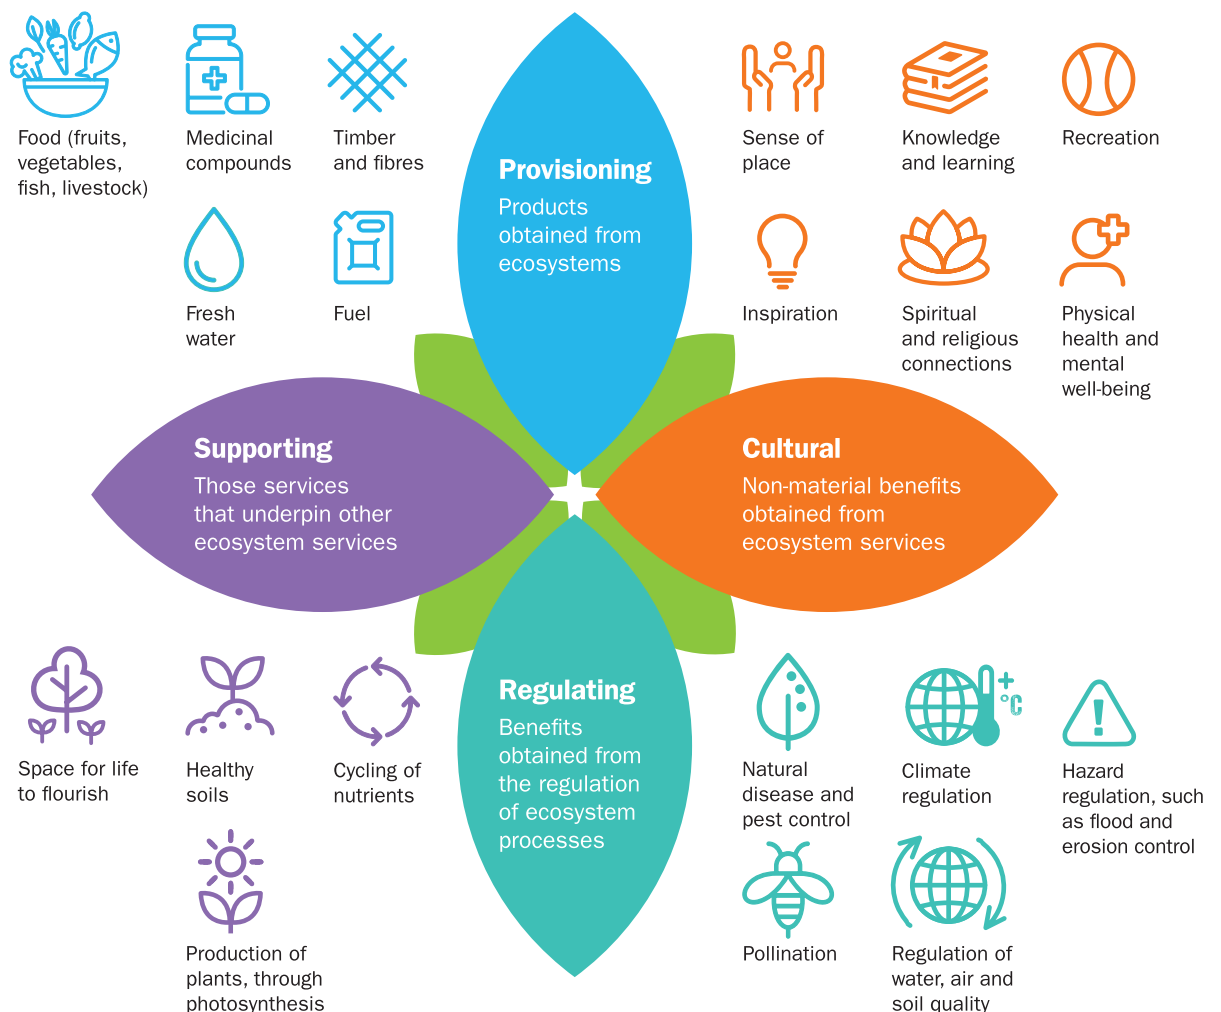 Food (fruits,
vegetables,
fish, livestock)
Medicinal
compounds
Timber
and fibres
Fresh
water
Fuel
Provisioning
Products
obtained from
ecosystems
Sense of
place
Knowledge
and learning
Recreation
Inspiration
Spiritual
and religious
connections
Physical
health and
mental
well-being
Supporting
Those services
that underpin other
ecosystem services
Cultural
Non-material benefits
obtained from
ecosystem services
Space for life
to flourish
Healthy
soils
Cycling of
nutrients
Production of
plants, through
photosynthesis
Regulating
Benefits
obtained from
the regulation
of ecosystem
processes
Natural
disease and
pest control
°C
Climate
regulation
Hazard
regulation, such
as flood and
erosion control
Pollination
Regulation of
water, air and
soil quality